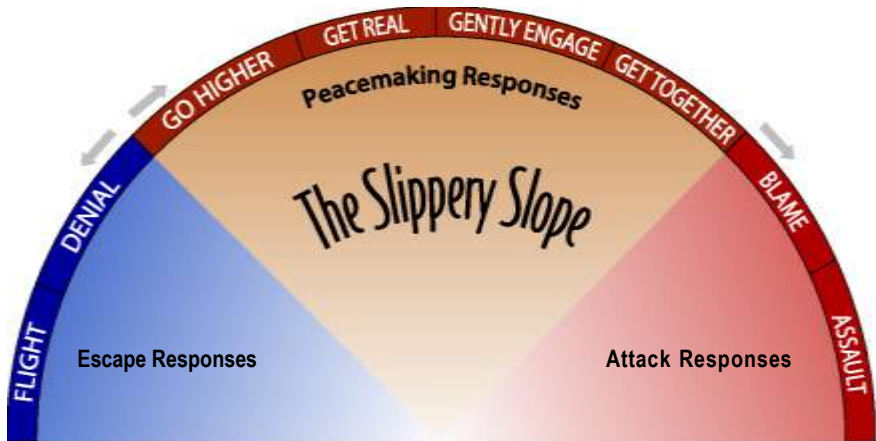 FLIGHT
DENIAL
GO HIGHER
GET REAL
GENTLY ENGAGE
GET TOGETHER
BLAME
ASSAULT
Peacemaking Responses
The Slippery Slope
Escape Responses
Attack Responses